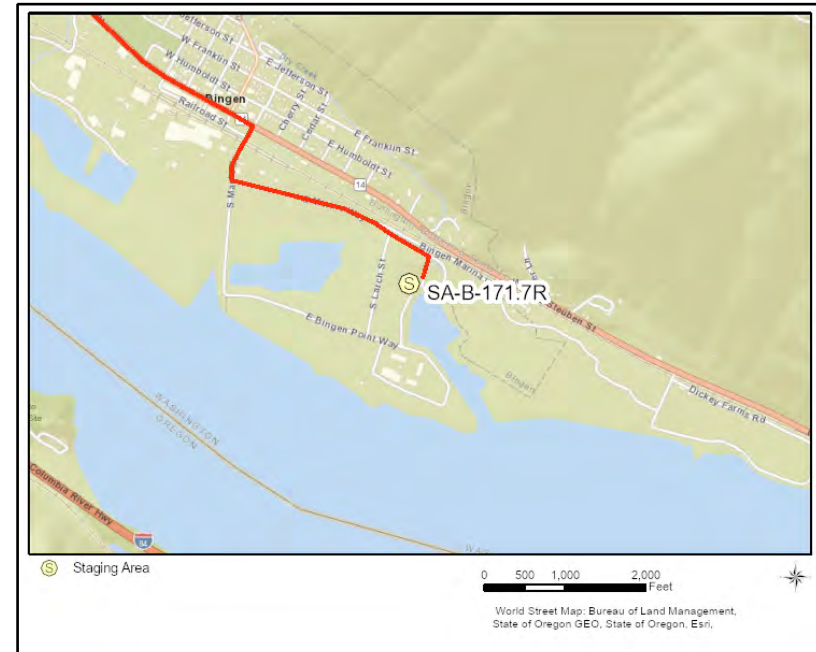 Jefferson St
W Franklin St
W Humboldt St
E Jefferson St
Dry Creek
Bingen
Railroad St
Cherry St
Cedar St
E Franklin St
E Humboldt St
14
S Larch St
Bingen Marina
SA-B-171.7R
Steuben St
E Bingen Point Way
Bingen
Dickey Farms Rd
WASHINGTON
OREGON
Columbia River Hwy
84
S Staging Area
0 500 1,000 2,000
Feet
World Street Map: Bureau of Land Management,
State of Oregon GEO, State of Oregon, Esri,